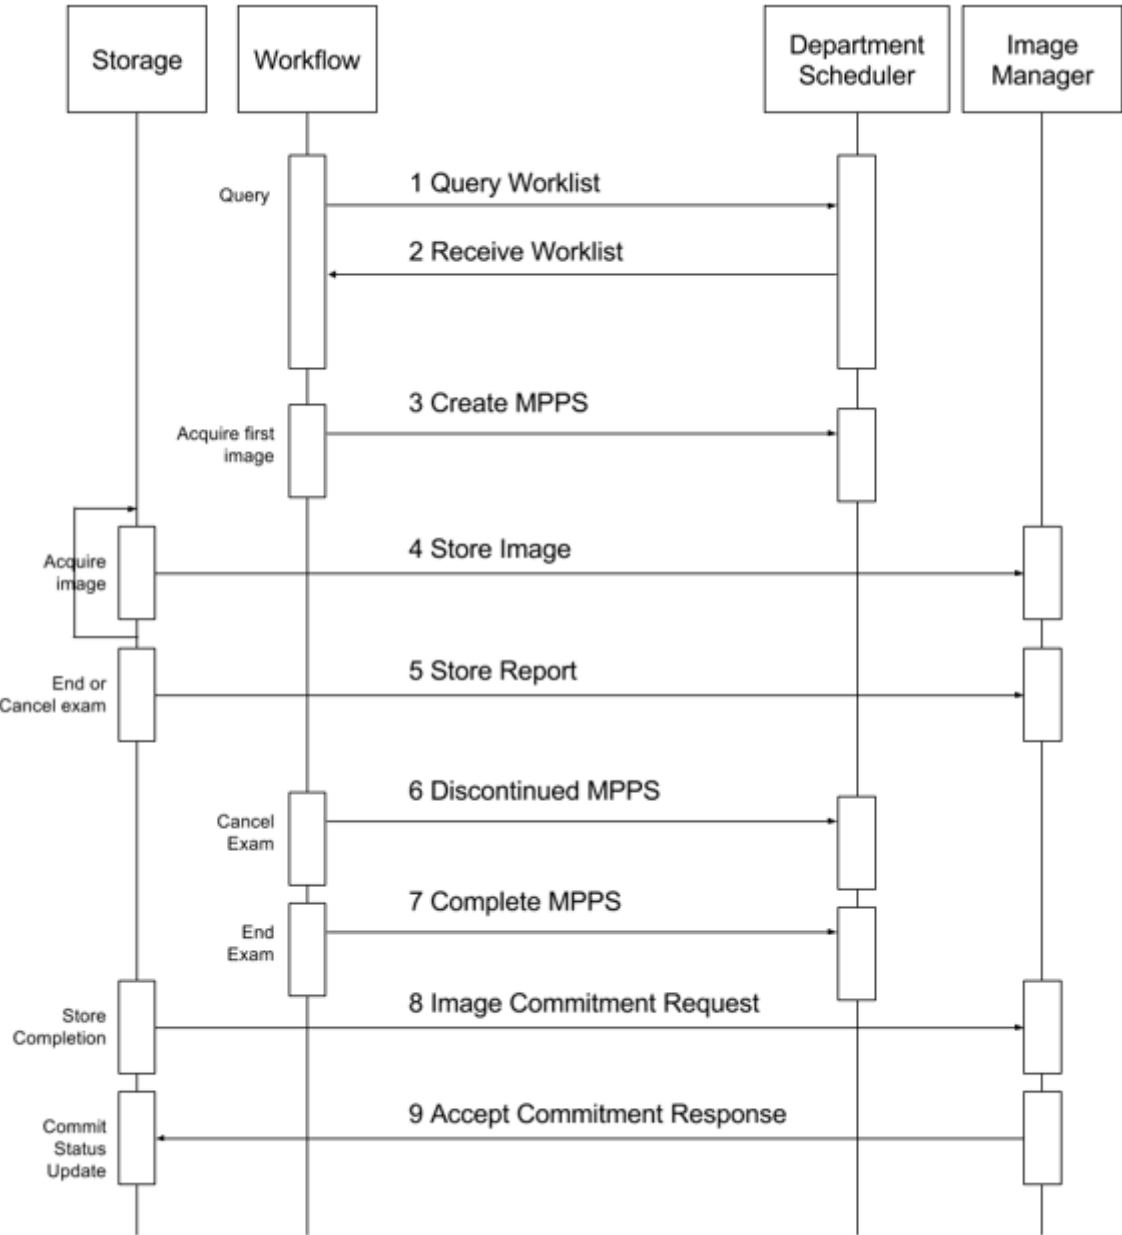 Storage
Workflow
Department
Scheduler
Image
Manager
Query
1 Query Worklist
2 Receive Worklist
3 Create MPPS
Acquire first
image
4 Store Image
Acquire
image
5 Store Report
End or
Cancel exam
6 Discontinued MPPS
Cancel
Exam
7 Complete MPPS
End
Exam
8 Image Commitment Request
Store
Completion
9 Accept Commitment Response
Commit
Status
Update